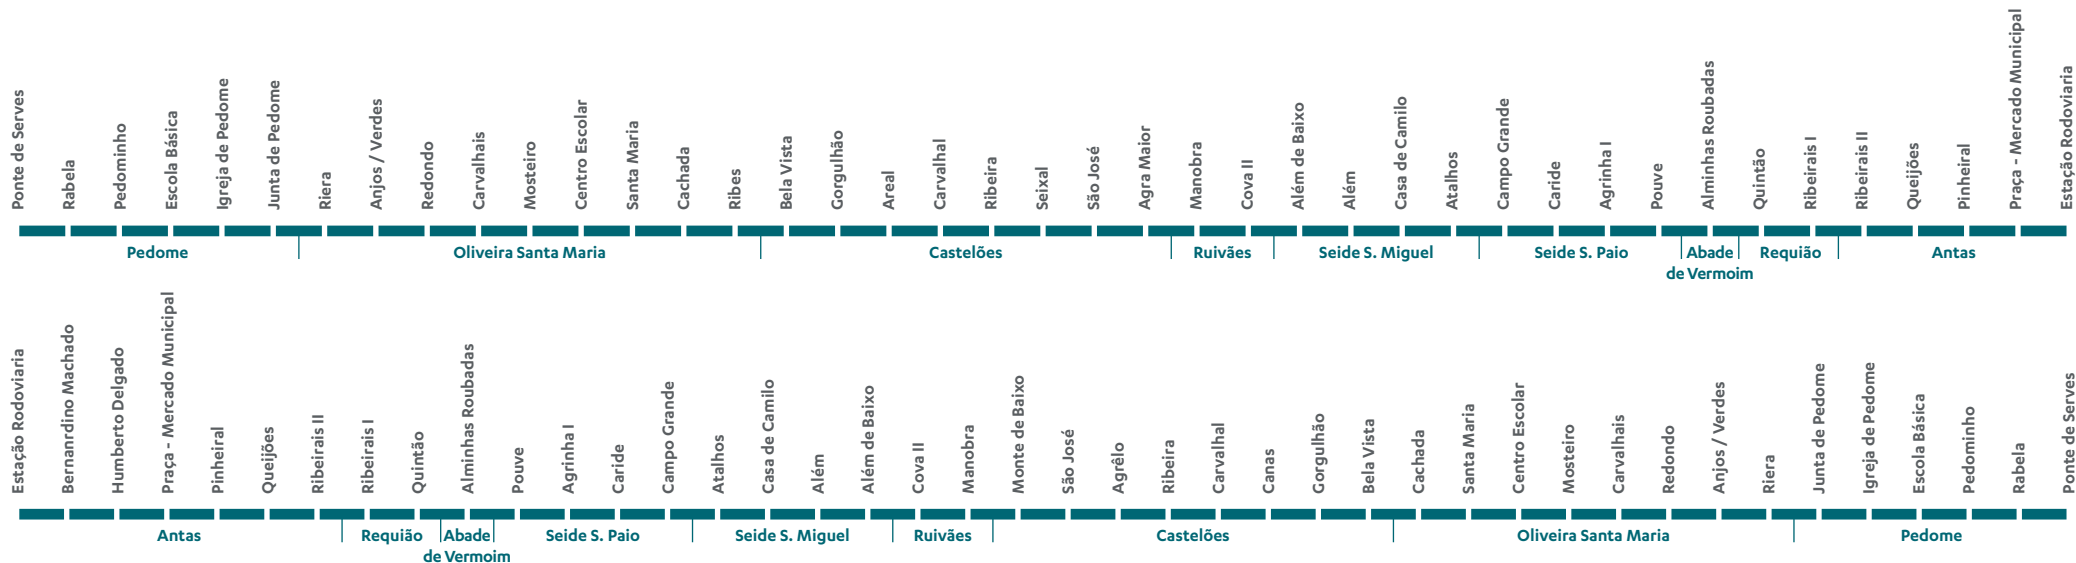 Ponte de Serves
Rabela
Pedominho
Escola Básica
Igreja de Pedome
Junta de Pedome
Riera
Anjos / Verdes
Redondo
Carvalhais
Mosteiro
Centro Escolar
Santa Maria
Cachada
Ribes
Bela Vista
Gorgulhão
Areal
Carvalhal
Ribeira
Seixal
São José
Agra Maior
Manobra
Cova II
Além de Baixo
Além
Casa de Camilo
Atalhos
Campo Grande
Caride
Agrinha I
Pouve
Alminhas Roubadas
Quintão
Ribeirais I
Ribeirais II
Queijões
Pinheiral
Praça - Mercado Municipal
Estação Rodoviaria
Pedome
Oliveira Santa Maria
Castelões
Ruivães
Seide S. Miguel
Seide S. Paio
Abade
de Vermoim
Requião
Antas
Estação Rodoviaria
Bernanrdino Machado
Humberto Delgado
Praça - Mercado Municipal
Pinheiral
Queijões
Ribeirais II
Ribeirais I
Quintão
Alminhas Roubadas
Pouve
Agrinha I
Caride
Campo Grande
Atalhos
Casa de Camilo
Além
Além de Baixo
Cova II
Manobra
Monte de Baixo
São José
Agrêlo
Ribeira
Carvalhal
Canas
Gorgulhão
Bela Vista
Cachada
Santa Maria
Centro Escolar
Mosteiro
Carvalhais
Redondo
Anjos / Verdes
Riera
Junta de Pedome
Igreja de Pedome
Escola Básica
Pedominho
Rabela
Ponte de Serves
Antas
Requião
Abade
de Vermoim
Seide S. Paio
Seide S. Miguel
Ruivães
Castelões
Oliveira Santa Maria
Pedome